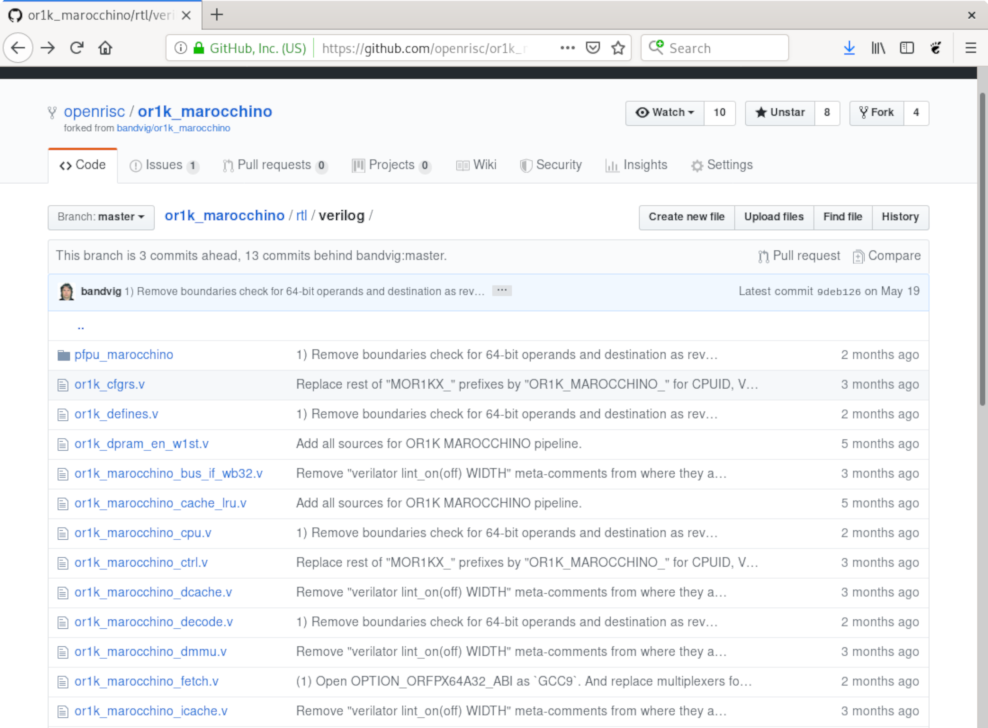 or1k_marocchino/rtl/veri
GitHub, Inc. (US) https://github.com/openrisc/or1k_ Search
openrisc / or1k_marocchino Watch 10 Unstar 8 Fork 4
forked from bandvig/or1k_marocchino
Code Issues 1 Pull requests 0 Projects 0 Wiki Security Insights Settings
Branch: master or1k_marocchino / rtl / verilog / Create new file Upload files Find file History
This branch is 3 commits ahead, 13 commits behind bandvig:master. Pull request Compare
bandvig 1) Remove boundaries check for 64-bit operands and destination as rev… ... Latest commit 9deb126 on May 19
..
pfpu_marocchino 1) Remove boundaries check for 64-bit operands and destination as rev… 2 months ago
or1k_cfgrs.v Replace rest of "MOR1KX_" prefixes by "OR1K_MAROCCHINO_" for CPUID, V… 3 months ago
or1k_defines.v 1) Remove boundaries check for 64-bit operands and destination as rev… 2 months ago
or1k_dpram_en_w1st.v Add all sources for OR1K MAROCCHINO pipeline. 5 months ago
or1k_marocchino_bus_if_wb32.v Remove "verilator lint_on(off) WIDTH" meta-comments from where they a… 3 months ago
or1k_marocchino_cache_lru.v Add all sources for OR1K MAROCCHINO pipeline. 5 months ago
or1k_marocchino_cpu.v 1) Remove boundaries check for 64-bit operands and destination as rev… 2 months ago
or1k_marocchino_ctrl.v Replace rest of "MOR1KX_" prefixes by "OR1K_MAROCCHINO_" for CPUID, V… 3 months ago
or1k_marocchino_dcache.v Remove "verilator lint_on(off) WIDTH" meta-comments from where they a… 3 months ago
or1k_marocchino_decode.v 1) Remove boundaries check for 64-bit operands and destination as rev… 2 months ago
or1k_marocchino_dmmu.v Remove "verilator lint_on(off) WIDTH" meta-comments from where they a… 3 months ago
or1k_marocchino_fetch.v (1) Open OPTION_ORFPX64A32_ABI as `GCC9`. And replace multiplexers fo… 2 months ago
or1k_marocchino_icache.v Remove "verilator lint_on(off) WIDTH" meta-comments from where they a… 3 months ago